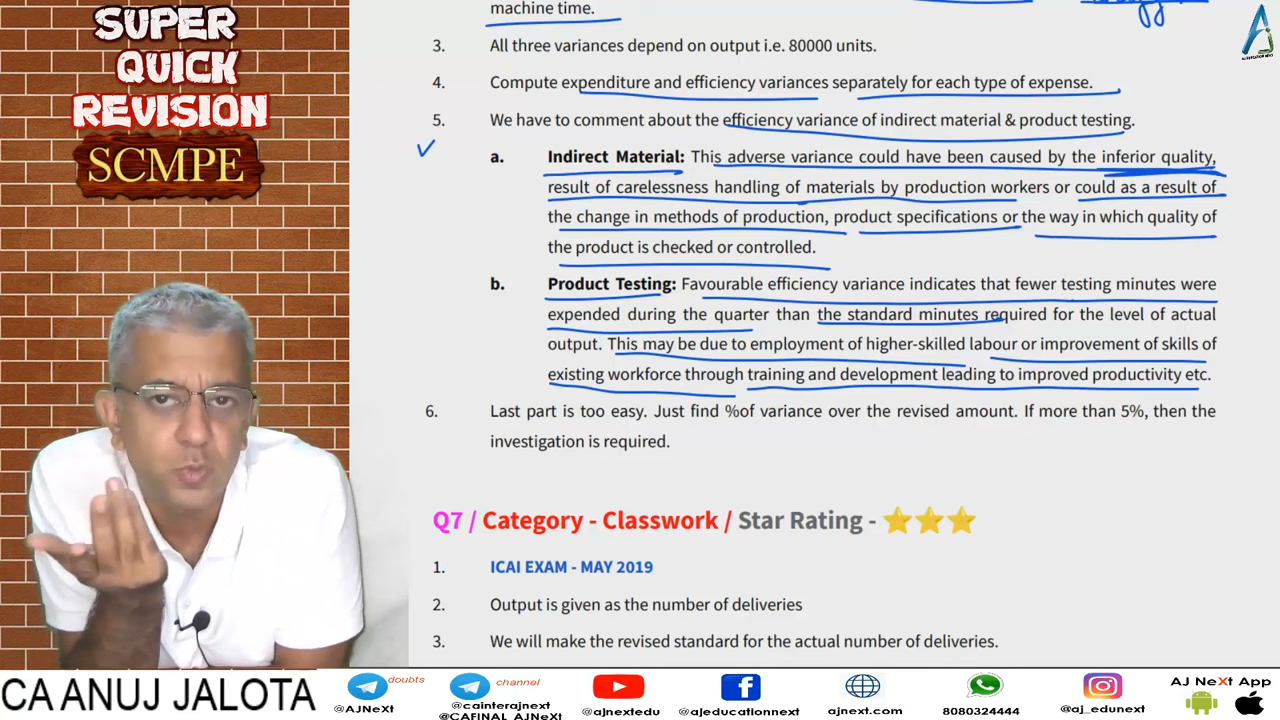 SUPER
QUICK
REVISION
SCMPE
machine time.
3. All three variances depend on output i.e. 80000 units.
4. Compute expenditure and efficiency variances separately for each type of expense.
5. We have to comment about the efficiency variance of indirect material & product testing.
a. Indirect Material: This adverse variance could have been caused by the inferior quality,
result of carelessness handling of materials by production workers or could as a result of
the change in methods of production, product specifications or the way in which quality of
the product is checked or controlled.
b. Product Testing: Favourable efficiency variance indicates that fewer testing minutes were
expended during the quarter than the standard minutes required for the level of actual
output. This may be due to employment of higher-skilled labour or improvement of skills of
existing workforce through training and development leading to improved productivity etc.
6. Last part is too easy. Just find %of variance over the revised amount. If more than 5%, then the
investigation is required.
Q7 / Category - Classwork / Star Rating -
1. ICAI EXAM - MAY 2019
2. Output is given as the number of deliveries
3. We will make the revised standard for the actual number of deliveries.
CA ANUJ JALOTA
doubts
@AJNeXt
channel
@cainterajnext
@CAFINAL_AJNeXt
@ajnextedu
@ajeducationnext
ajnext.com
8080324444
@aj_edunext
AJ NeXt App